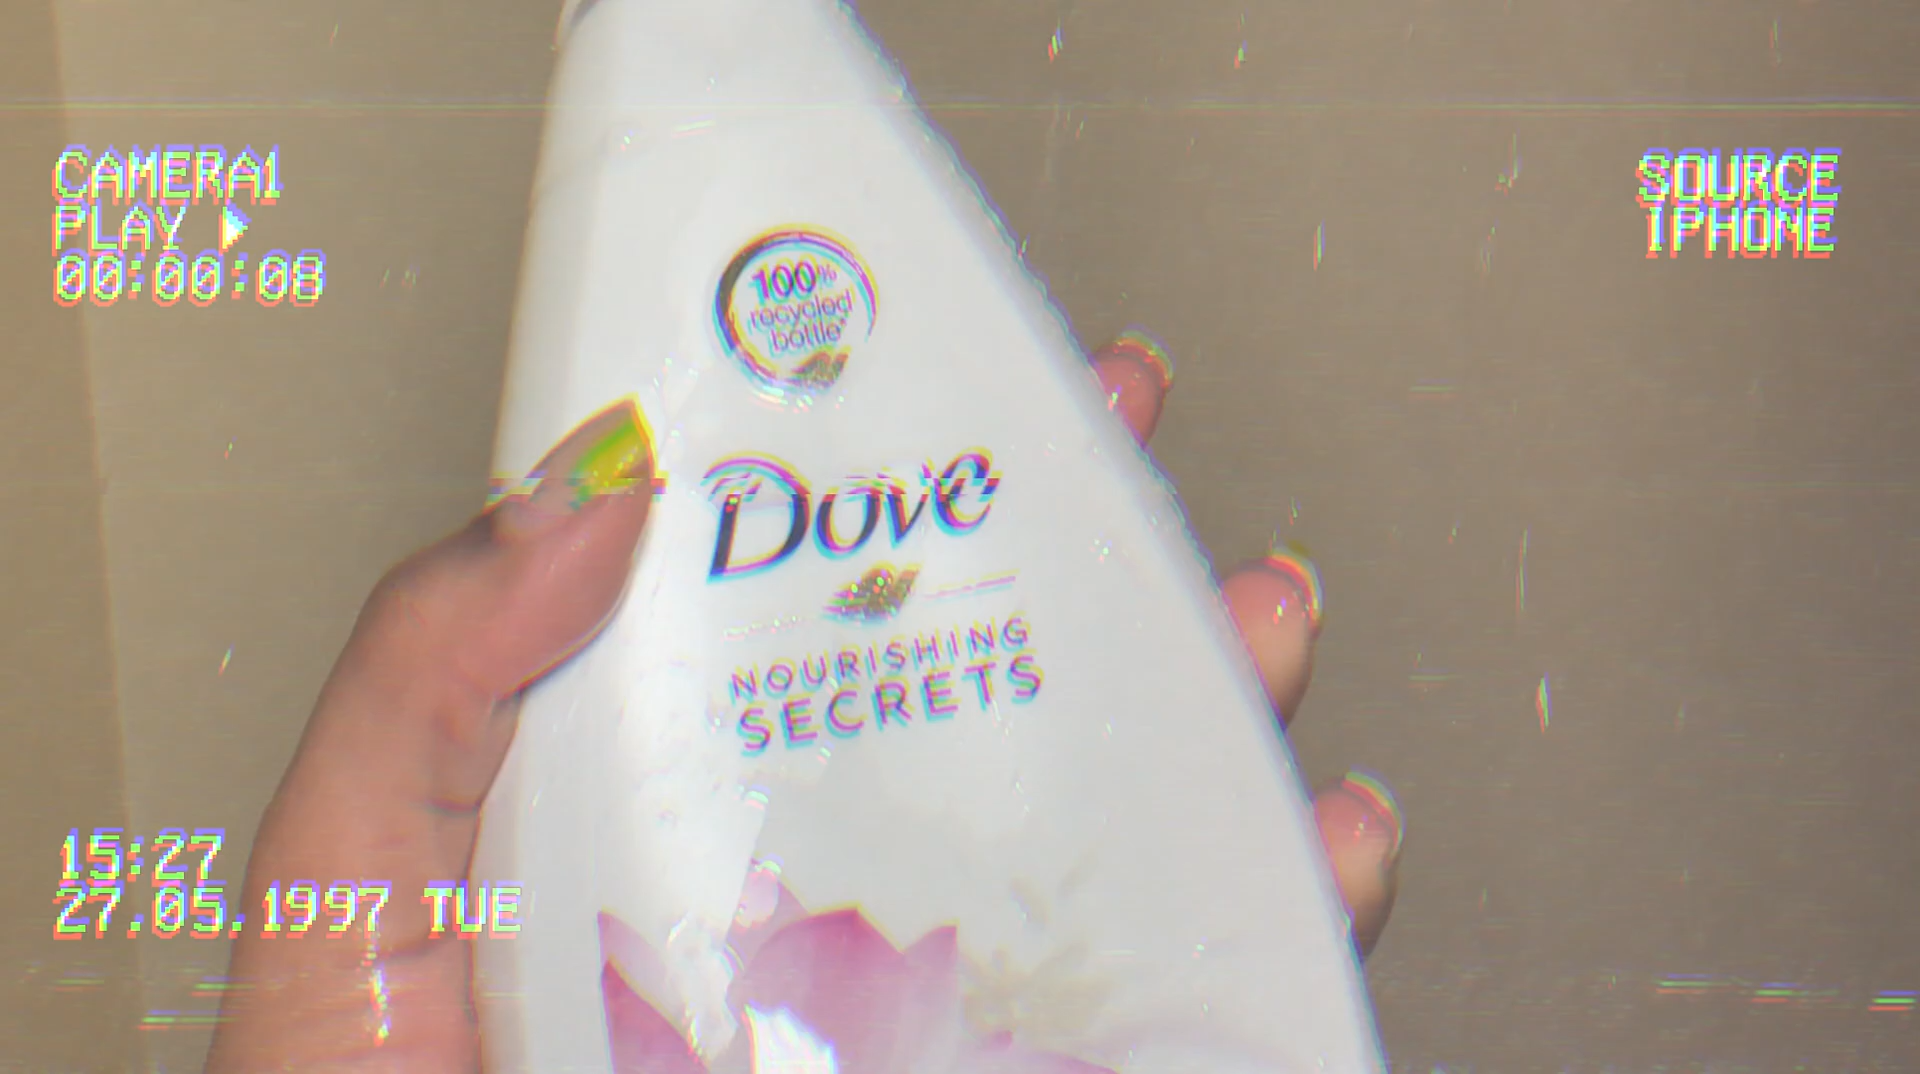 CAMERA1
PLAY
00:00:08
SOURCE
IPHONE
100%
recycled
bottle*
Dove
NOURISHING
SECRETS
15:27
27.05.1997 TUE